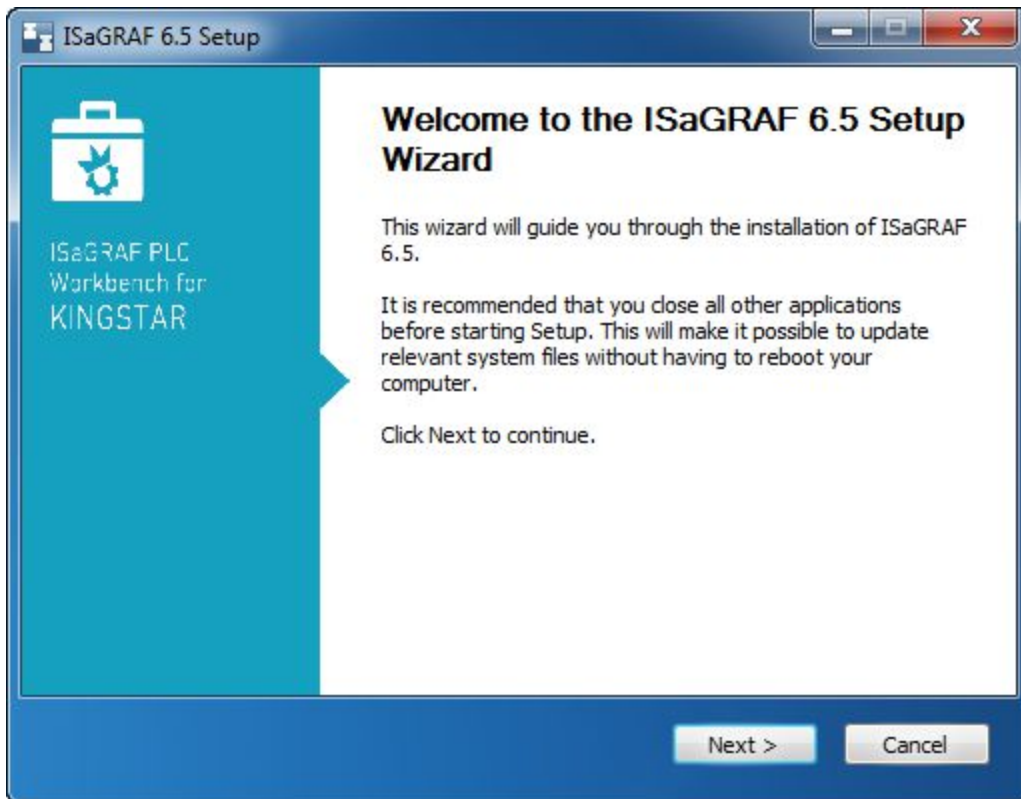 ISaGRAF 6.5 Setup
ISaGRAF PLC
Workbench for
KINGSTAR
Welcome to the ISaGRAF 6.5 Setup
Wizard
This wizard will guide you through the installation of ISaGRAF
6.5.
It is recommended that you close all other applications
before starting Setup. This will make it possible to update
relevant system files without having to reboot your
computer.
Click Next to continue.
Next >
Cancel